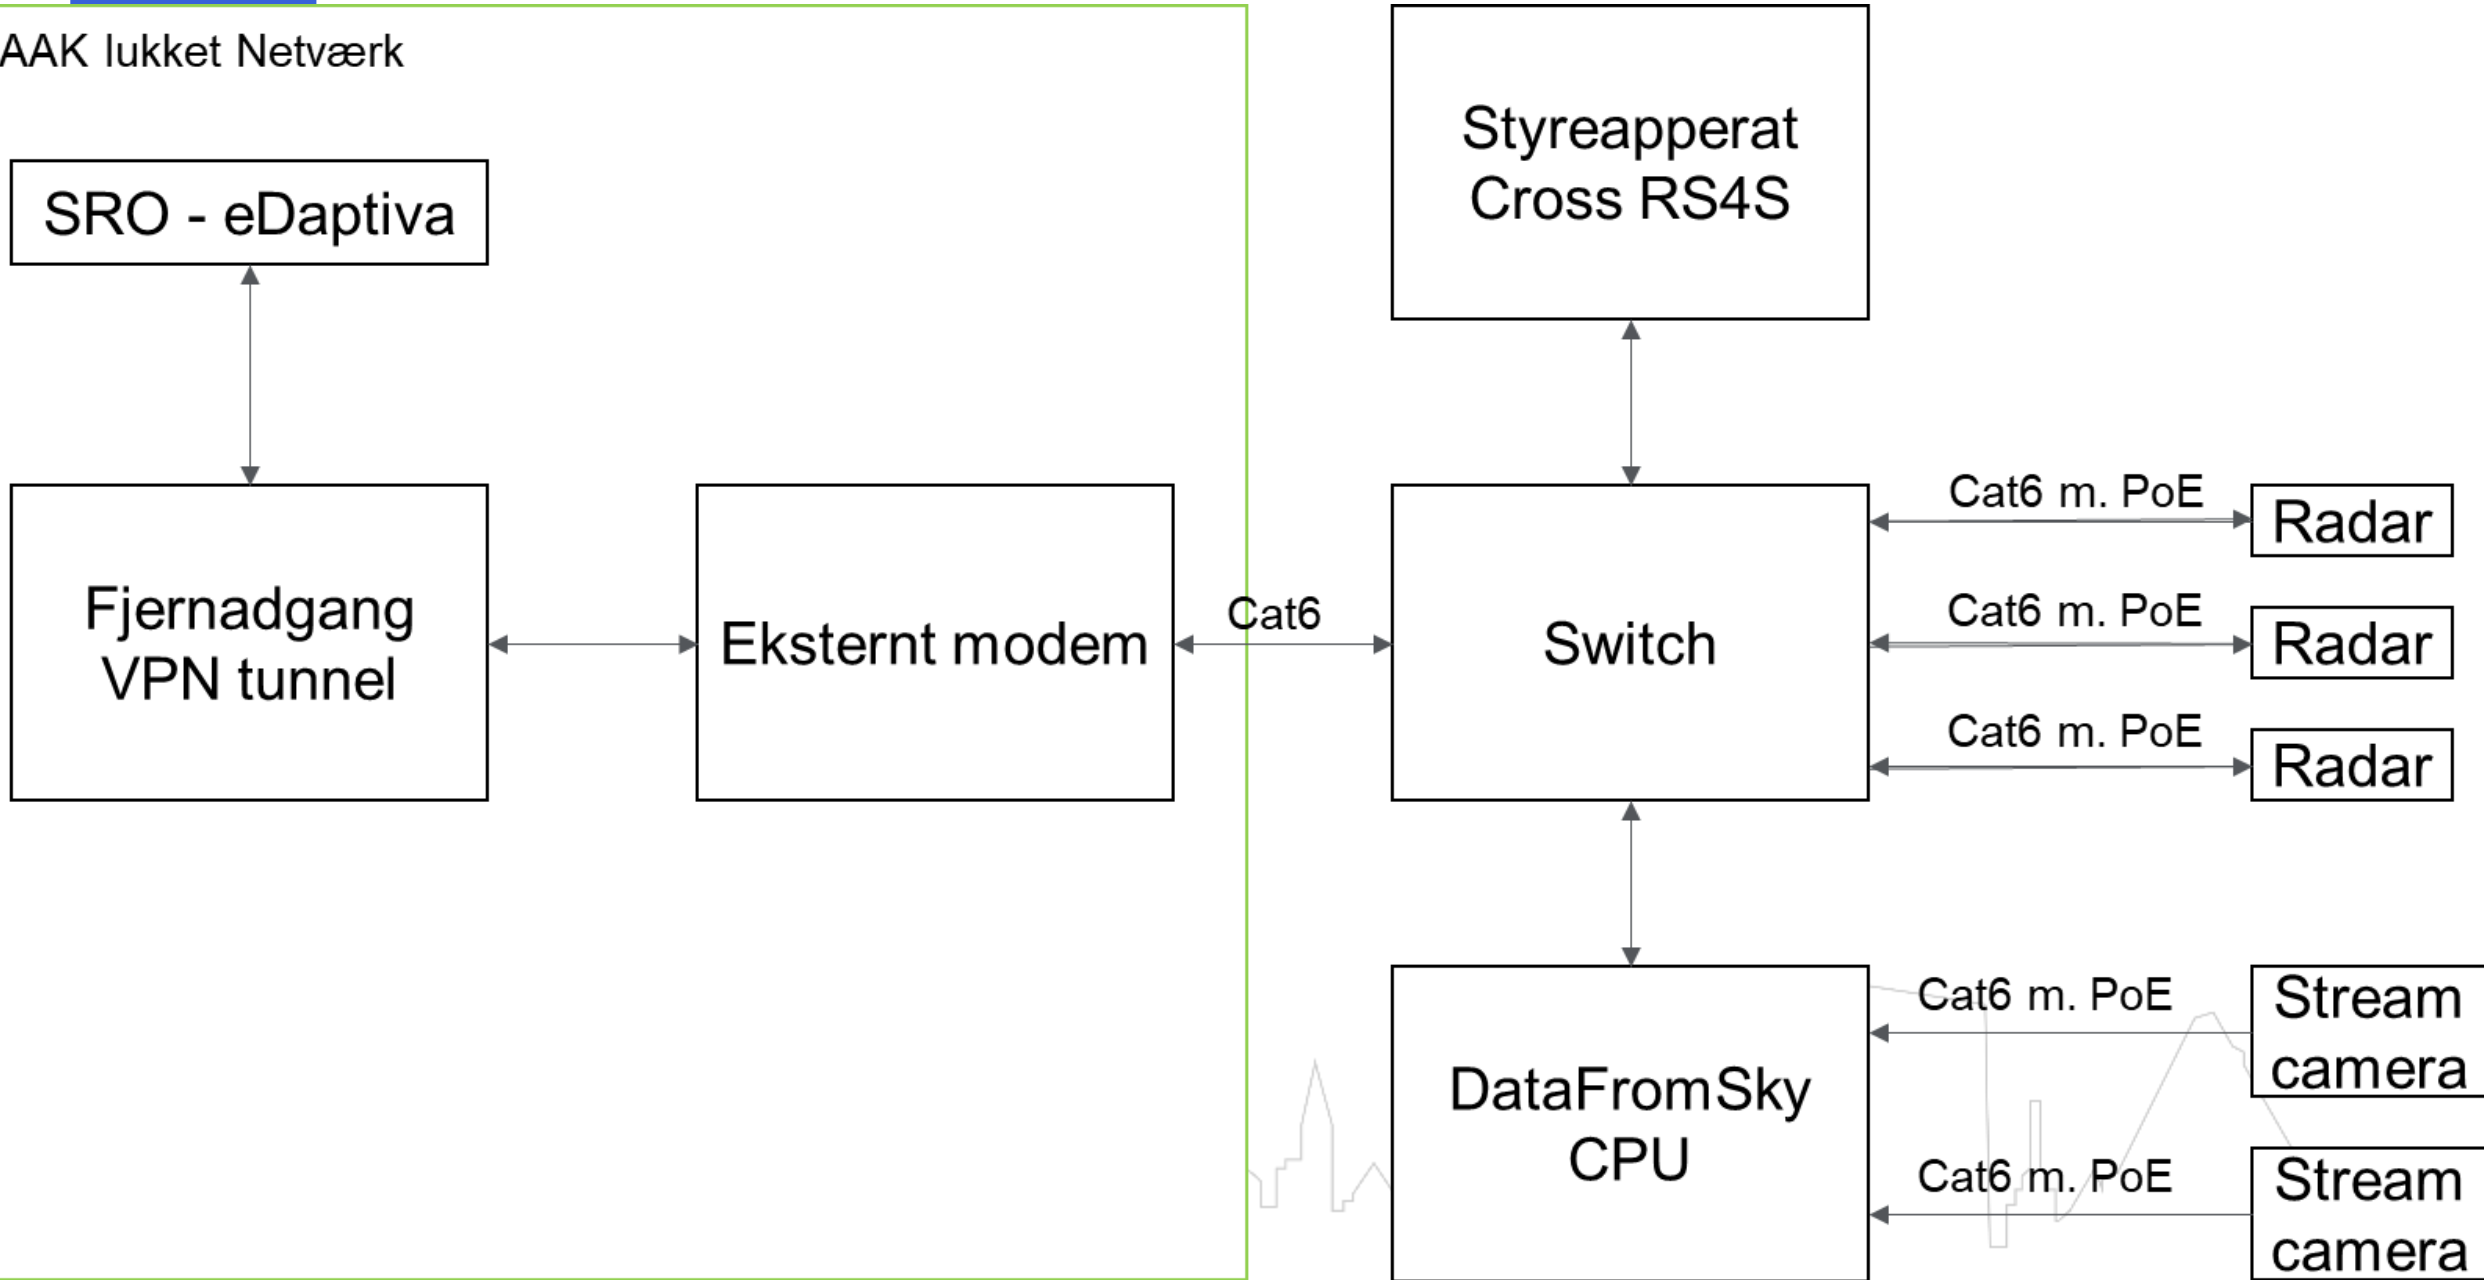 AAK lukket Netværk
SRO - eDaptiva
Styreapperat
Cross RS4S
Fjernadgang
VPN tunnel
Eksternt modem
Cat6
Switch
Cat6 m. PoE
Radar
Cat6 m. PoE
Radar
Cat6 m. PoE
Radar
DataFromSky
CPU
Cat6 m. PoE
Stream
camera
Cat6 m. PoE
Stream
camera